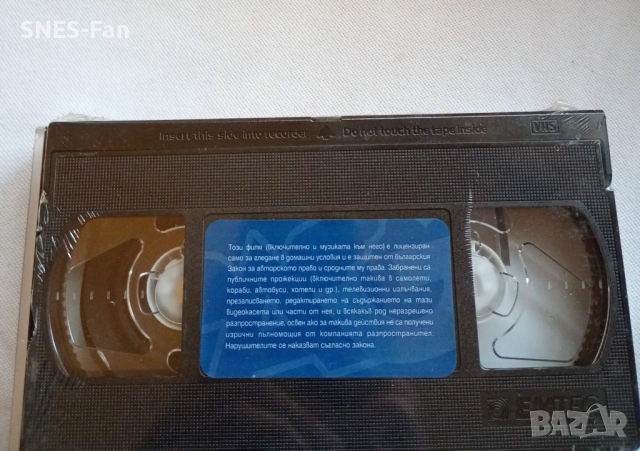 SNES-Fan
Insert this side into recorder Do not touch the tape inside VHS
Този филм (включително и музиката към него) е лицензиран
само за гледане в домашни условия и е защитен от българския
Закон за авторското право и сродните му права. Забранени са
публичните прожекции (включително такива в самолети,
кораби, автобуси, хотели и др.), телевизионни излъчвания,
презаписването, редактирането на съдържанието на тази
видеокасета или части от нея, и всякакъв род неразрешено
разпространение, освен ако за такива действия не са получени
изрични пълномощия от компанията разпространител.
Нарушителите се наказват съгласно закона.
EMTEC
BAZAR